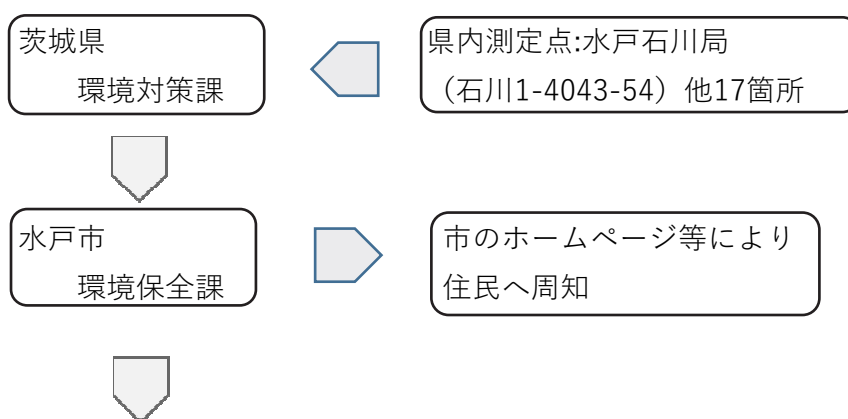 茨城県
環境対策課
県内測定点:水戸石川局
（石川1-4043-54）他17箇所
水戸市
環境保全課
市のホームページ等により
住民へ周知